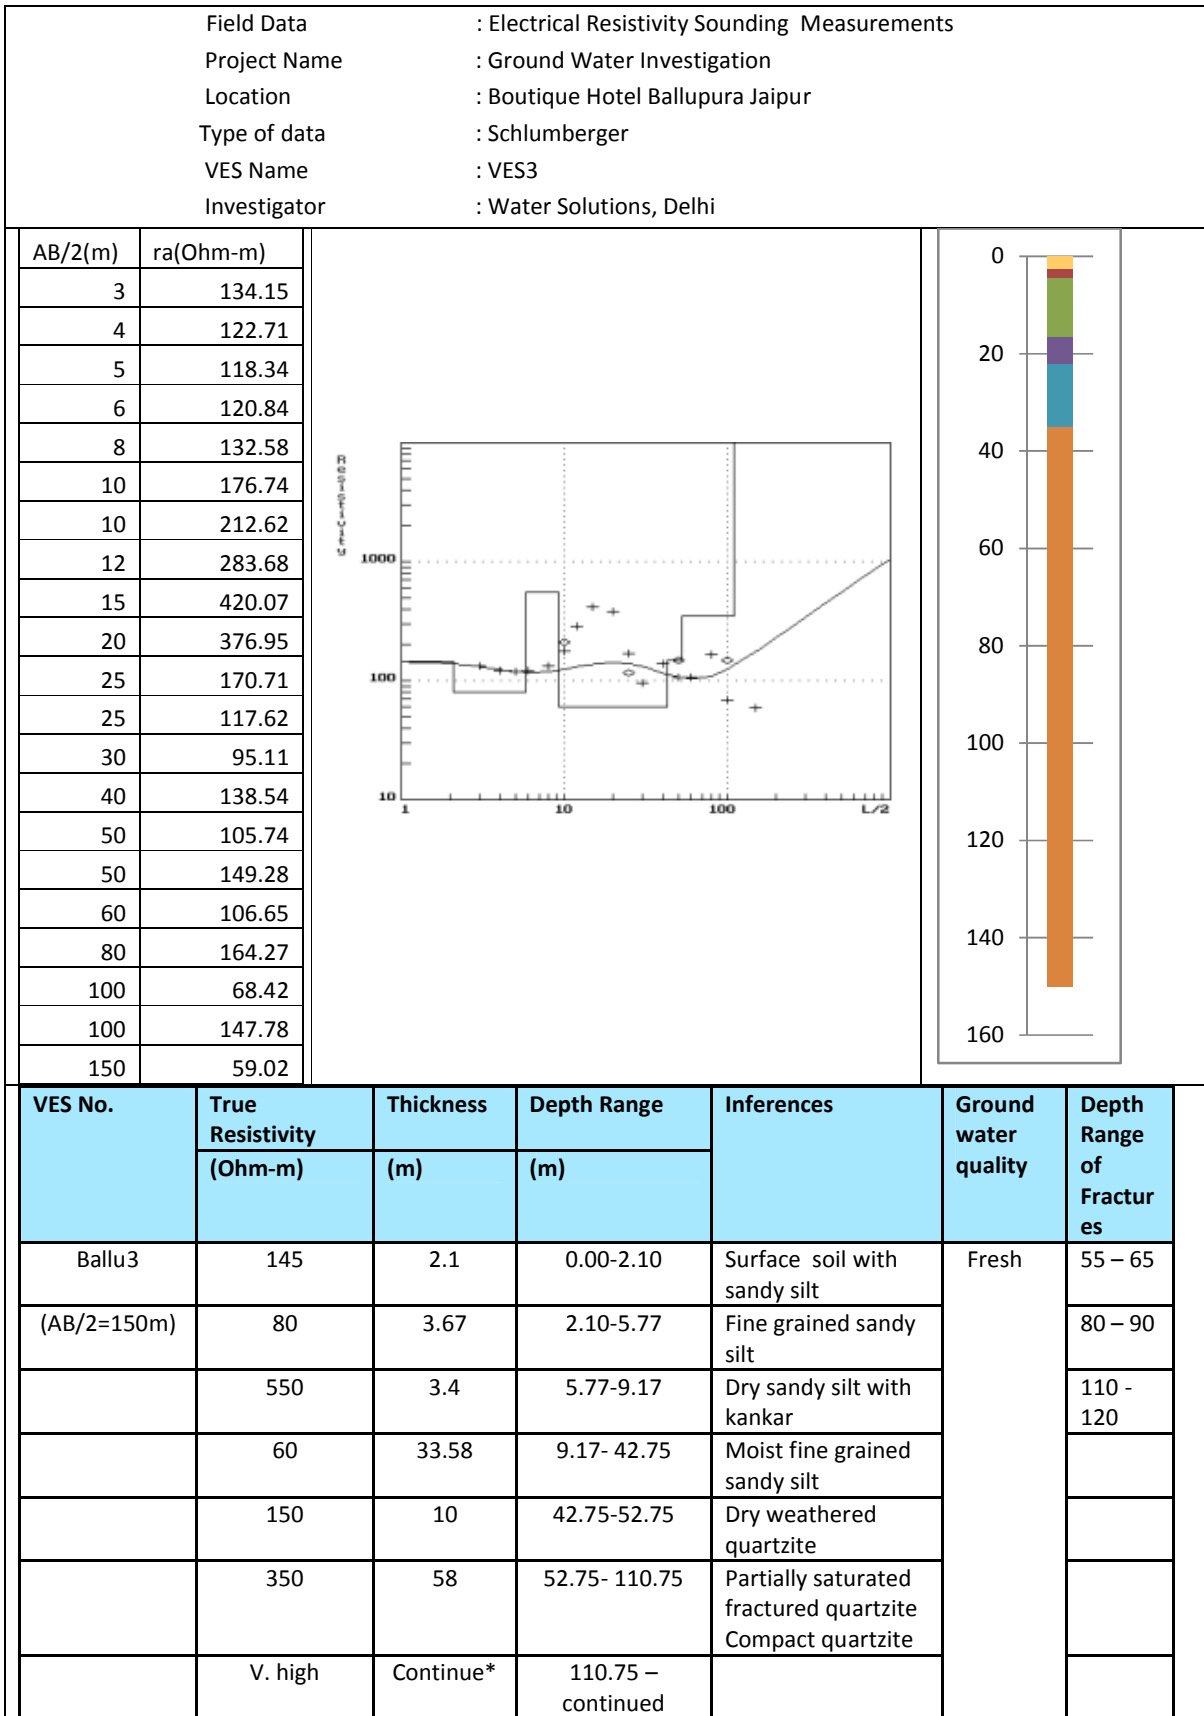 Field Data : Electrical Resistivity Sounding Measurements
Project Name : Ground Water Investigation
Location : Boutique Hotel Ballupura Jaipur
Type of data : Schlumberger
VES Name : VES3
Investigator : Water Solutions, Delhi
AB/2(m) ra(Ohm-m)
3 134.15
4 122.71
5 118.34
6 120.84
8 132.58
10 176.74
10 212.62
12 283.68
15 420.07
20 376.95
25 170.71
25 117.62
30 95.11
40 138.54
50 105.74
50 149.28
60 106.65
80 164.27
100 68.42
100 147.78
150 59.02
Resistivity
1000
100
10
1 10 100 L/2
0
20
40
60
80
100
120
140
160
VES No. True Resistivity Thickness Depth Range Inferences Ground water quality Depth Range of Fractur es
(Ohm-m) (m) (m)
Ballu3 145 2.1 0.00-2.10 Surface soil with sandy silt Fresh 55 – 65
(AB/2=150m) 80 3.67 2.10-5.77 Fine grained sandy silt 80 – 90
550 3.4 5.77-9.17 Dry sandy silt with kankar 110 - 120
60 33.58 9.17- 42.75 Moist fine grained sandy silt
150 10 42.75-52.75 Dry weathered quartzite
350 58 52.75- 110.75 Partially saturated fractured quartzite Compact quartzite
V. high Continue* 110.75 – continued